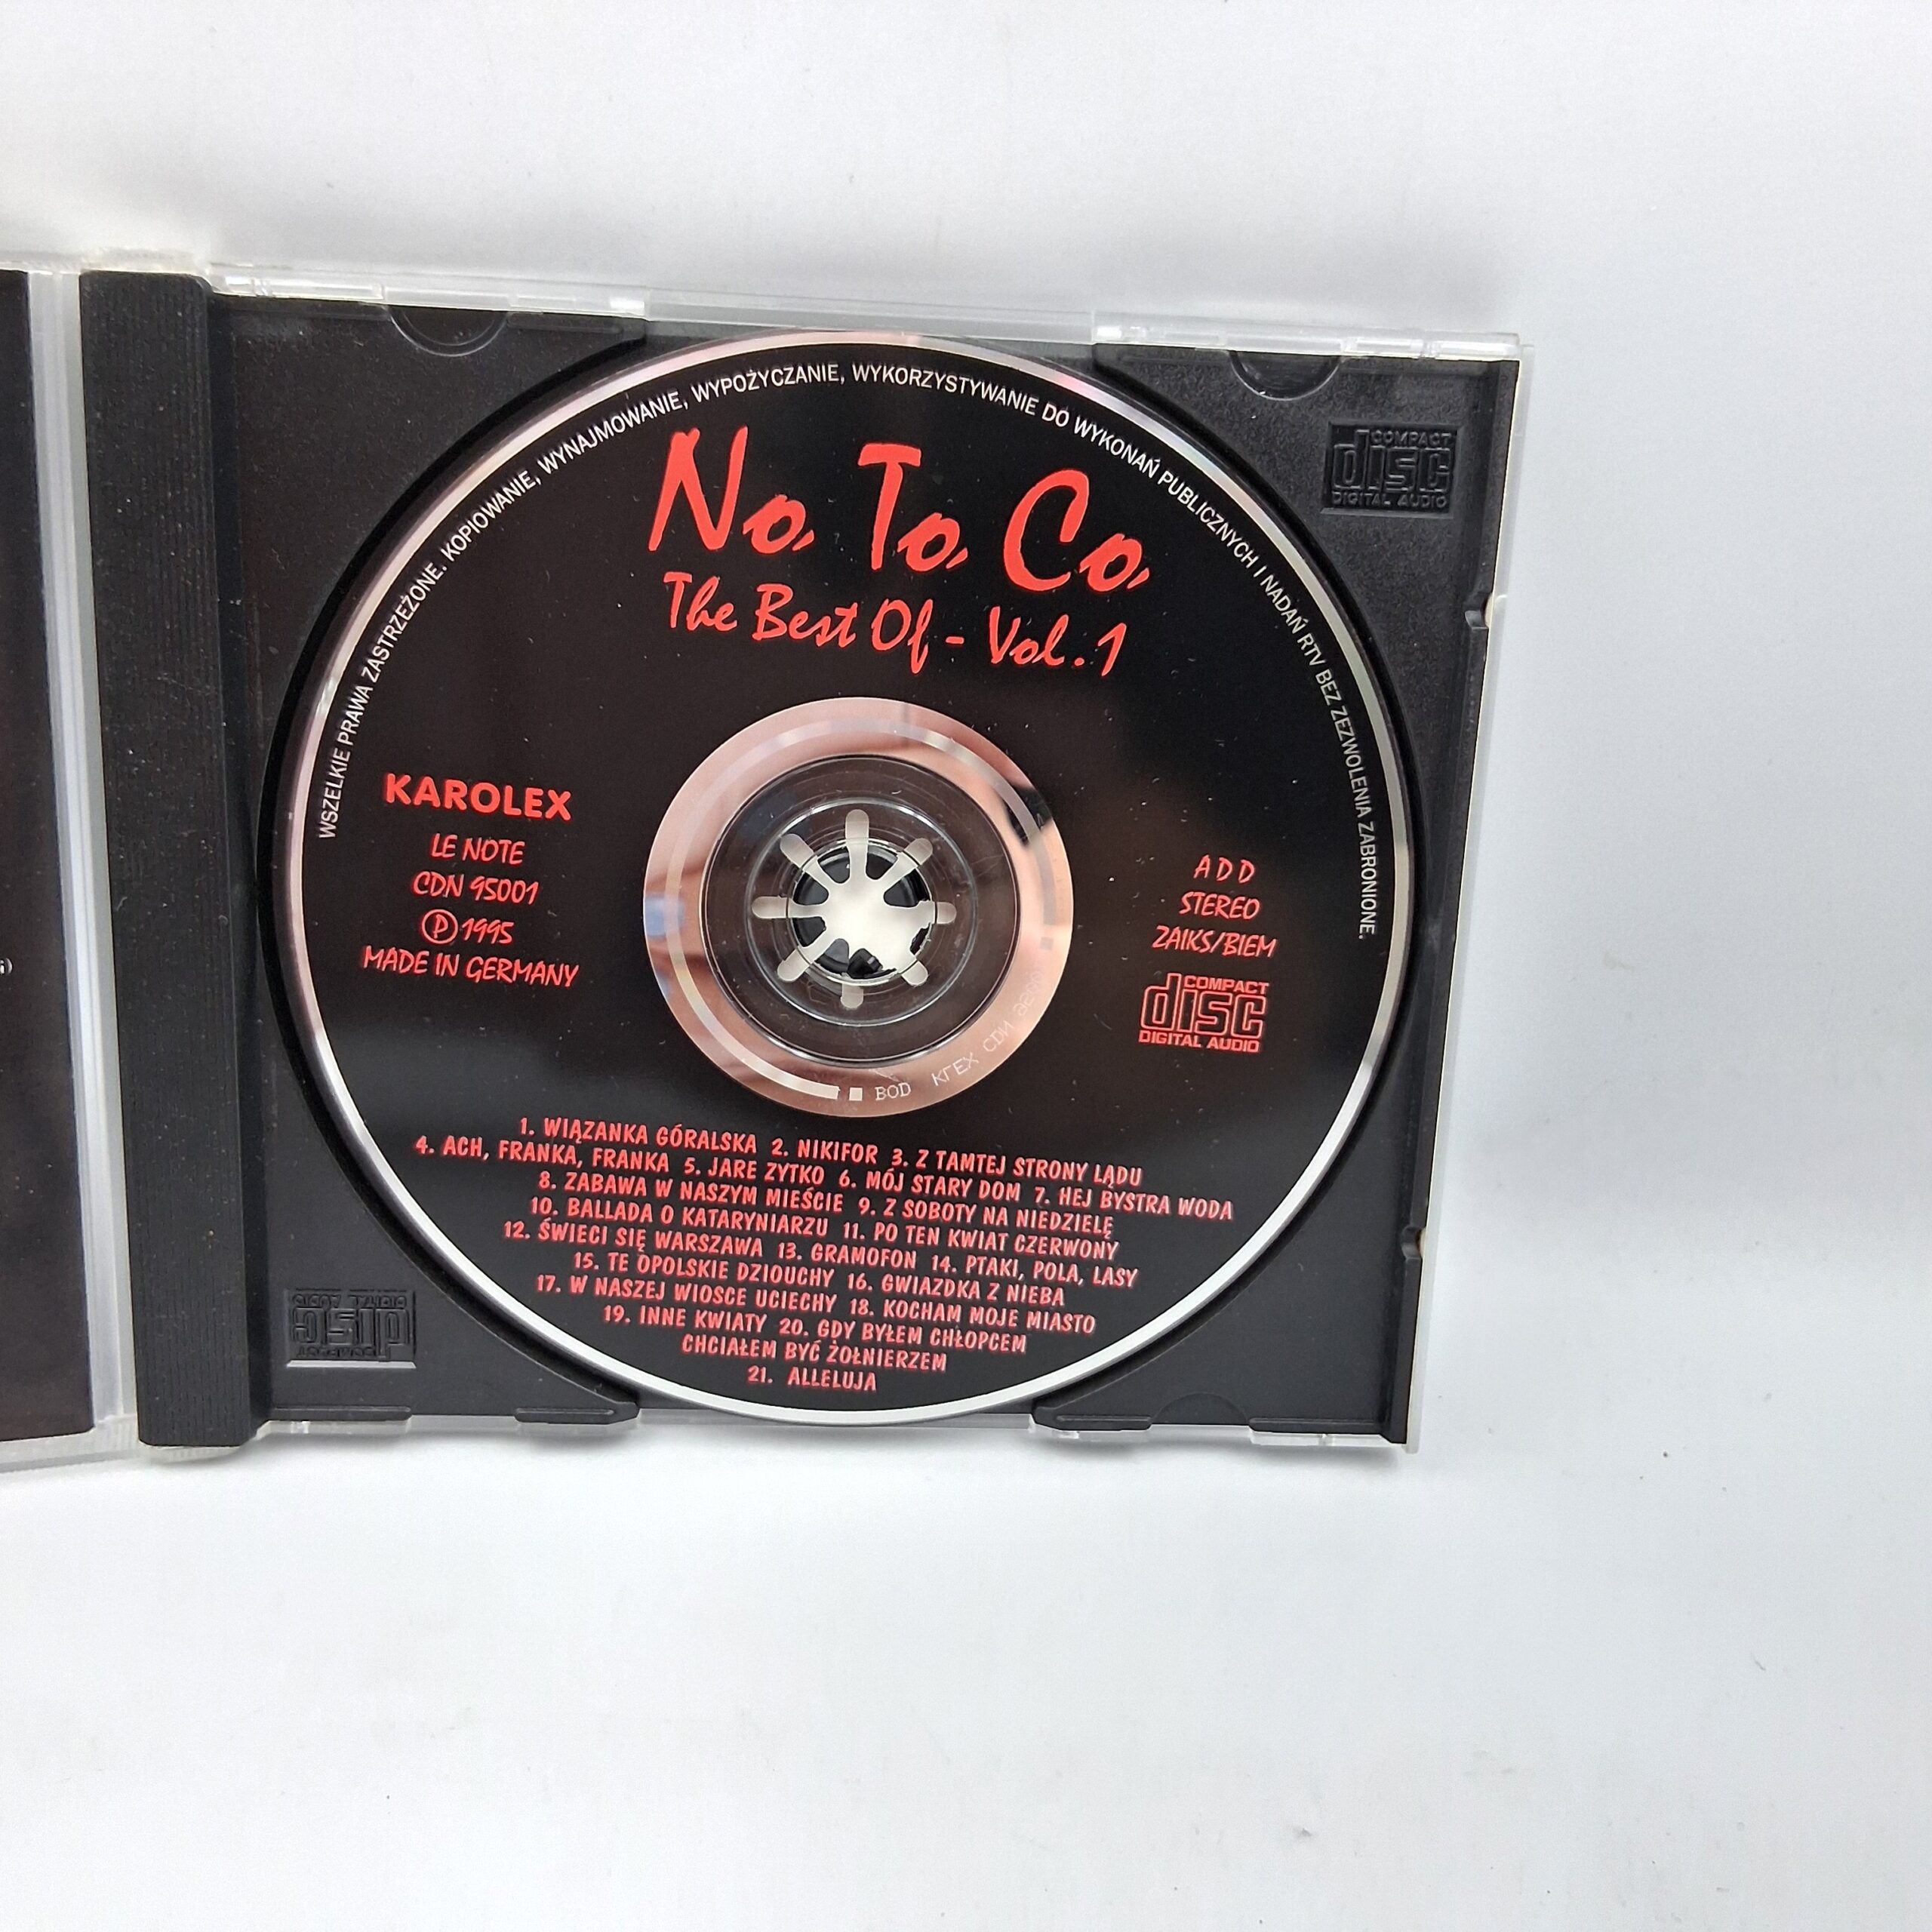 WSZELKIE PRAWA ZASTRZEŻONE. KOPIOWANIE, WYNAJMOWANIE, WYPOŻYCZANIE, WYKORZYSTYWANIE DO WYKONAŃ PUBLICZNYCH I NADAŃ RTV BEZ ZEZWOLENIA ZABRONIONE.
No To Co
The Best Of - Vol. 1
COMPACT
disc
DIGITAL AUDIO
KAROLEX
LE NOTE
CDN 95001
Ⓟ 1995
MADE IN GERMANY
ADD
STEREO
ZAIKS/BIEM
COMPACT
disc
DIGITAL AUDIO
BOD
1. WIĄZANKA GÓRALSKA 2. NIKIFOR 3. Z TAMTEJ STRONY LĄDU
4. ACH, FRANKA, FRANKA 5. JARE ZYTKO 6. MÓJ STARY DOM 7. HEJ BYSTRA WODA
8. ZABAWA W NASZYM MIEŚCIE 9. Z SOBOTY NA NIEDZIELĘ
10. BALLADA O KATARYNIARZU 11. PO TEN KWIAT CZERWONY
12. ŚWIECI SIĘ WARSZAWA 13. GRAMOFON 14. PTAKI, POLA, LASY
15. TE OPOLSKIE DZIOUCHY 16. GWIAZDKA Z NIEBA
17. W NASZEJ WIOSCE UCIECHY 18. KOCHAM MOJE MIASTO
19. INNE KWIATY 20. GDY BYŁEM CHŁOPCEM
CHCIAŁEM BYĆ ŻOŁNIERZEM
21. ALLELUJA
COMPACT
disc
DIGITAL AUDIO